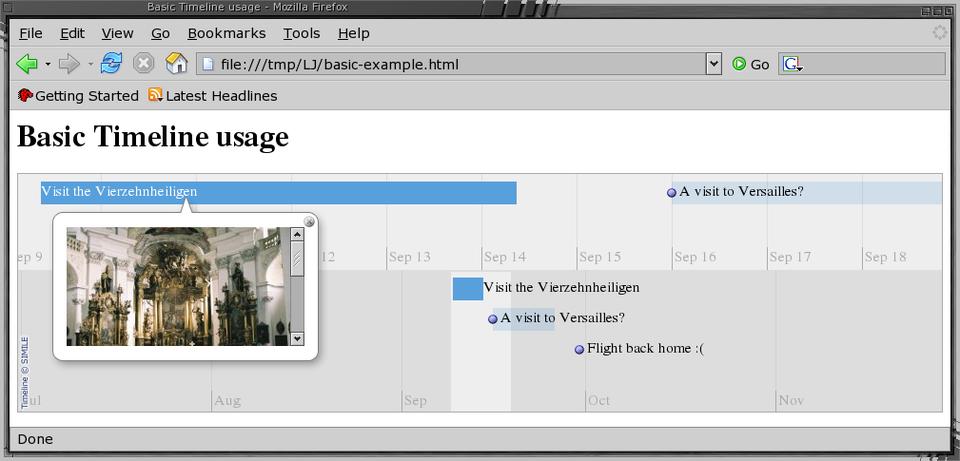 Basic Timeline usage - Mozilla Firefox
File Edit View Go Bookmarks Tools Help
file:///tmp/LJ/basic-example.html Go G
Getting Started Latest Headlines
Basic Timeline usage
Visit the Vierzehnheiligen A visit to Versailles?
ep 9 12 Sep 13 Sep 14 Sep 15 Sep 16 Sep 17 Sep 18
Visit the Vierzehnheiligen
A visit to Versailles?
Flight back home :(
Timeline © SIMILE
ul Aug Sep Oct Nov
Done